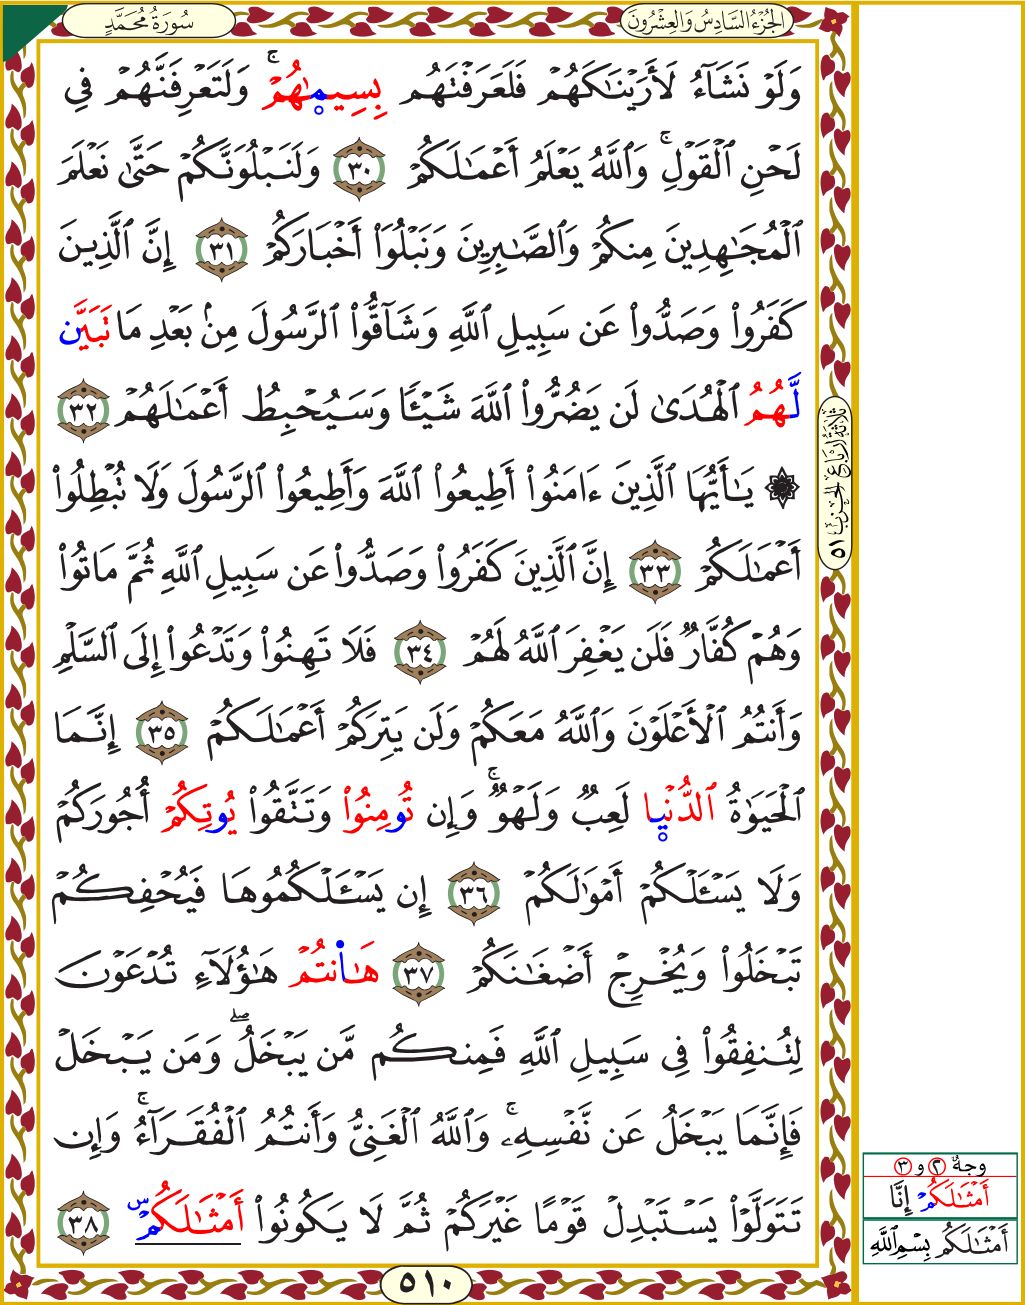 سُورَةُ مُحَمَّدٍ
الجُزْءُ السَّادِسُ وَالعِشْرُونَ
وَلَوْ نَشَآءُ لَأَرَيْنَٰكَهُمْ فَلَعَرَفْتَهُم بِسِيمَٰهُمْۚ وَلَتَعْرِفَنَّهُمْ فِى
لَحْنِ ٱلْقَوْلِۚ وَٱللَّهُ يَعْلَمُ أَعْمَٰلَكُمْ ٣٠ وَلَنَبْلُوَنَّكُمْ حَتَّىٰ نَعْلَمَ
ٱلْمُجَٰهِدِينَ مِنكُمْ وَٱلصَّٰبِرِينَ وَنَبْلُوَا۟ أَخْبَارَكُمْ ٣١ إِنَّ ٱلَّذِينَ
كَفَرُوا۟ وَصَدُّوا۟ عَن سَبِيلِ ٱللَّهِ وَشَآقُّوا۟ ٱلرَّسُولَ مِنۢ بَعْدِ مَا تَبَيَّن
لَّهُمُ ٱلْهُدَىٰ لَن يَضُرُّوا۟ ٱللَّهَ شَيْـًٔا وَسَيُحْبِطُ أَعْمَٰلَهُمْ ٣٢
۞ يَٰٓأَيُّهَا ٱلَّذِينَ ءَامَنُوٓا۟ أَطِيعُوا۟ ٱللَّهَ وَأَطِيعُوا۟ ٱلرَّسُولَ وَلَا تُبْطِلُوٓا۟
أَعْمَٰلَكُمْ ٣٣ إِنَّ ٱلَّذِينَ كَفَرُوا۟ وَصَدُّوا۟ عَن سَبِيلِ ٱللَّهِ ثُمَّ مَاتُوا۟
وَهُمْ كُفَّارٌ فَلَن يَغْفِرَ ٱللَّهُ لَهُمْ ٣٤ فَلَا تَهِنُوا۟ وَتَدْعُوٓا۟ إِلَى ٱلسَّلْمِ
وَأَنتُمُ ٱلْأَعْلَوْنَ وَٱللَّهُ مَعَكُمْ وَلَن يَتِرَكُمْ أَعْمَٰلَكُمْ ٣٥ إِنَّمَا
ٱلْحَيَوٰةُ ٱلدُّنْيَا لَعِبٌ وَلَهْوٌۚ وَإِن تُومِنُوا۟ وَتَتَّقُوا۟ يُوتِكُمْ أُجُورَكُمْ
وَلَا يَسْـَٔلْكُمْ أَمْوَٰلَكُمْ ٣٦ إِن يَسْـَٔلْكُمُوهَا فَيُحْفِكُمْ
تَبْخَلُوا۟ وَيُخْرِجْ أَضْغَٰنَكُمْ ٣٧ هَٰانتُمْ هَٰٓؤُلَآءِ تُدْعَوْنَ
لِتُنفِقُوا۟ فِى سَبِيلِ ٱللَّهِ فَمِنكُم مَّن يَبْخَلُۖ وَمَن يَبْخَلْ
فَإِنَّمَا يَبْخَلُ عَن نَّفْسِهِۦۚ وَٱللَّهُ ٱلْغَنِىُّ وَأَنتُمُ ٱلْفُقَرَآءُۚ وَإِن
تَتَوَلَّوْا۟ يَسْتَبْدِلْ قَوْمًا غَيْرَكُمْ ثُمَّ لَا يَكُونُوٓا۟ أَمْثَٰلَكُمْ س ٣٨
ثلاثة أرباع الحزب ٥١
وجهٌ ٢ و ٣
أَمْثَٰلَكُمْ إِنَّا
أَمْثَٰلَكُم بِسْمِ ٱللَّهِ
٥١٠